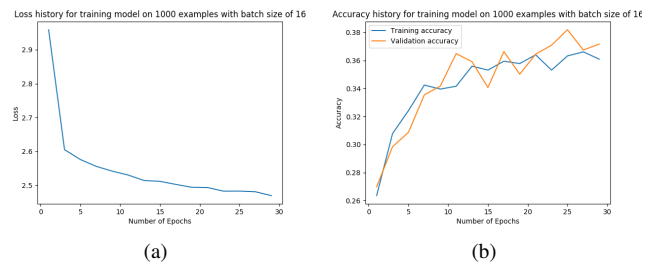 Loss history for training model on 1000 examples with batch size of 16
2.9
2.8
2.7
2.6
2.5
Loss
0
5
10
15
20
25
30
Number of Epochs
(a)
Accuracy history for training model on 1000 examples with batch size of 16
Training accuracy
Validation accuracy
0.38
0.36
0.34
0.32
0.30
0.28
0.26
Accuracy
0
5
10
15
20
25
30
Number of Epochs
(b)